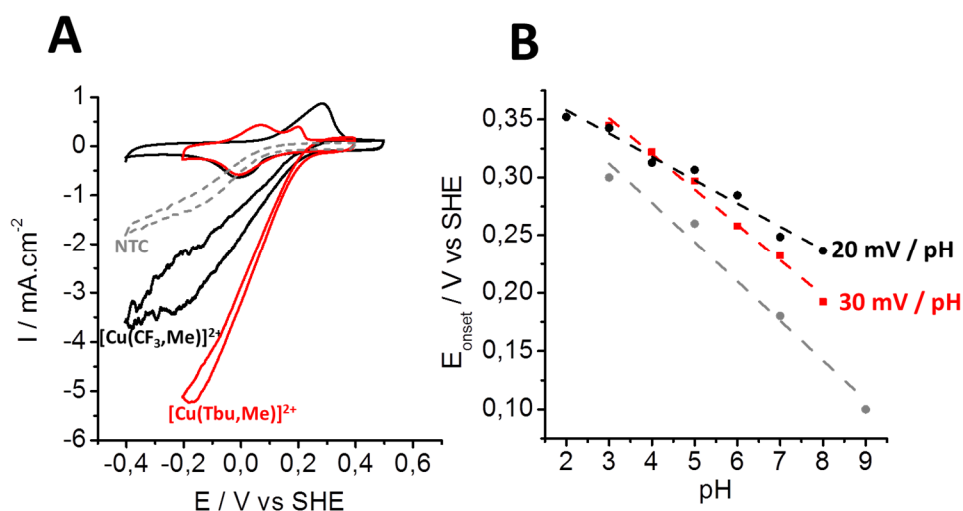 A
1
0
-1
-2
-3
-4
-5
-6
I / mA.cm⁻²
NTC
[Cu(CF₃,Me)]²⁺
[Cu(Tbu,Me)]²⁺
-0,4 -0,2 0,0 0,2 0,4 0,6
E / V vs SHE
B
0,35
0,30
0,25
0,20
0,15
0,10
E onset / V vs SHE
20 mV / pH
30 mV / pH
2 3 4 5 6 7 8 9
pH